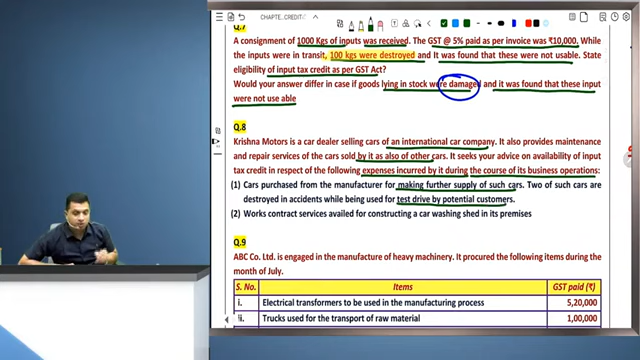 CHAPTE...CREDIT
Q.7
A consignment of 1000 Kgs of inputs was received. The GST @ 5% paid as per invoice was ₹10,000. While
the inputs were in transit, 100 kgs were destroyed and It was found that these were not usable. State
eligibility of input tax credit as per GST Act?
Would your answer differ in case if goods lying in stock were damaged and it was found that these input
were not use able
Q.8
Krishna Motors is a car dealer selling cars of an international car company. It also provides maintenance
and repair services of the cars sold by it as also of other cars. It seeks your advice on availability of input
tax credit in respect of the following expenses incurred by it during the course of its business operations:
(1) Cars purchased from the manufacturer for making further supply of such cars. Two of such cars are
destroyed in accidents while being used for test drive by potential customers.
(2) Works contract services availed for constructing a car washing shed in its premises
Q.9
ABC Co. Ltd. is engaged in the manufacture of heavy machinery. It procured the following items during the
month of July.
S. No. Items GST paid (₹)
i. Electrical transformers to be used in the manufacturing process 5,20,000
ii. Trucks used for the transport of raw material 1,00,000